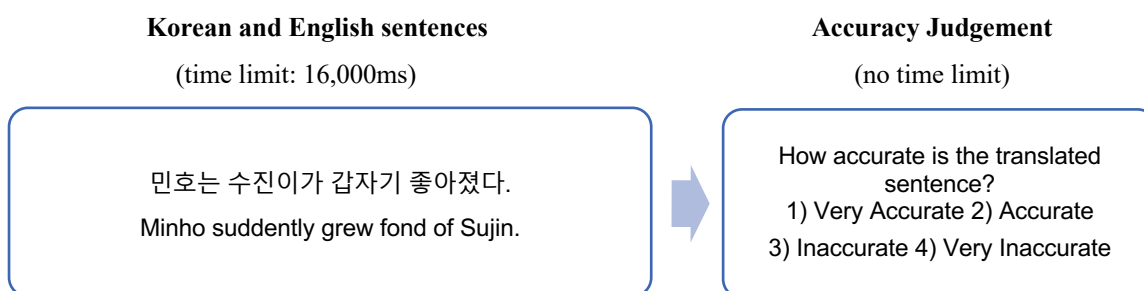 Korean and English sentences
(time limit: 16,000ms)
민호는 수진이가 갑자기 좋아졌다.
Minho suddenly grew fond of Sujin.
Accuracy Judgement
(no time limit)
How accurate is the translated
sentence?
1) Very Accurate 2) Accurate
3) Inaccurate 4) Very Inaccurate